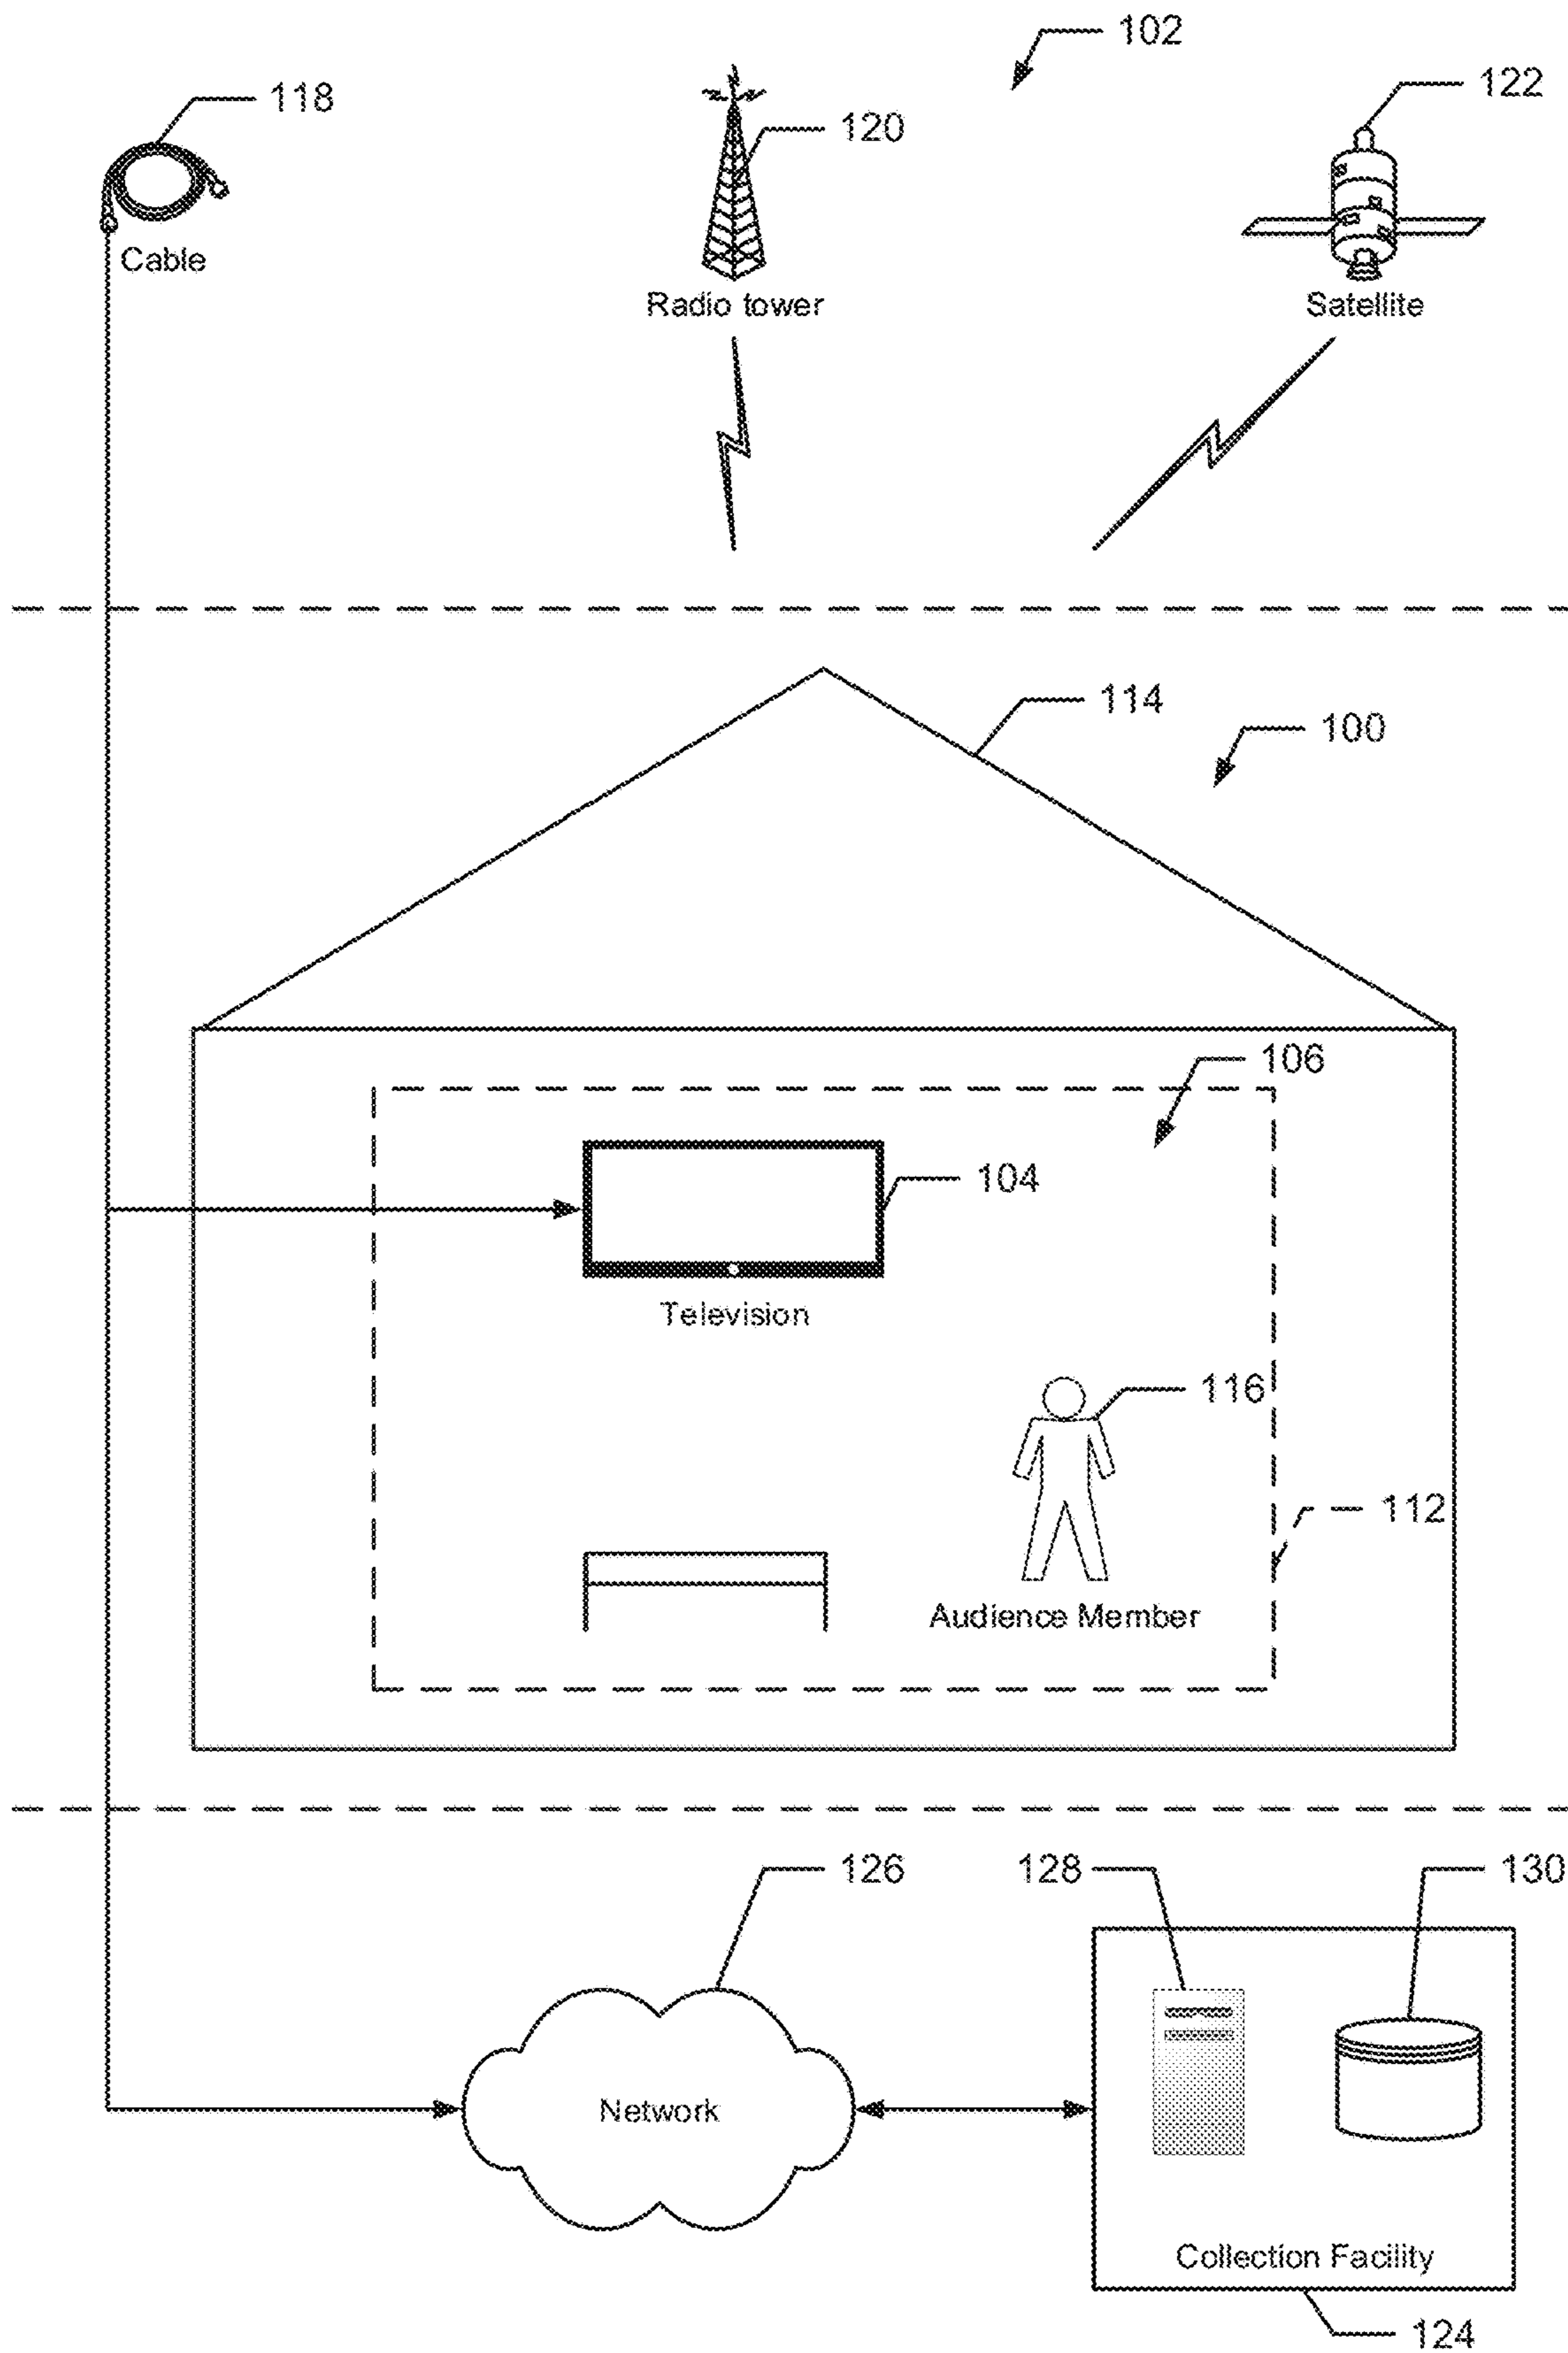 102
118
120
122
Cable
Radio tower
Satellite
114
100
106
104
Television
116
112
Audience Member
126
128
130
Network
Collection Facility
124